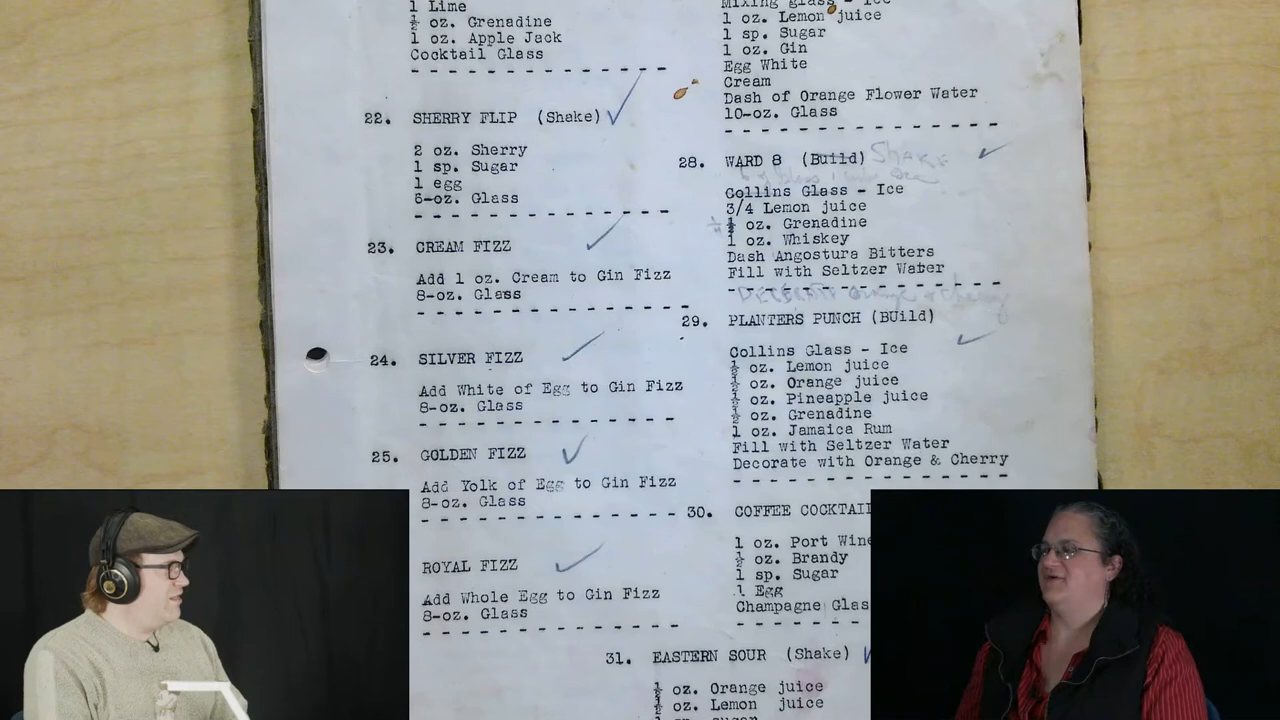 1 Lime
½ oz. Grenadine
1 oz. Apple Jack
Cocktail Glass
22. SHERRY FLIP (Shake)
2 oz. Sherry
1 sp. Sugar
1 egg
6-oz. Glass
23. CREAM FIZZ
Add 1 oz. Cream to Gin Fizz
8-oz. Glass
24. SILVER FIZZ
Add White of Egg to Gin Fizz
8-oz. Glass
25. GOLDEN FIZZ
Add Yolk of Egg to Gin Fizz
8-oz. Glass
ROYAL FIZZ
Add Whole Egg to Gin Fizz
8-oz. Glass
Mixing glass - Ice
1 oz. Lemon juice
1 sp. Sugar
1 oz. Gin
Egg White
Cream
Dash of Orange Flower Water
10-oz. Glass
28. WARD 8 (Build) Shake
Collins Glass - Ice
3/4 Lemon juice
½ oz. Grenadine
1 oz. Whiskey
Dash Angostura Bitters
Fill with Seltzer Water
Orange & Cherry
29. PLANTERS PUNCH (BUild)
Collins Glass - Ice
½ oz. Lemon juice
½ oz. Orange juice
½ oz. Pineapple juice
½ oz. Grenadine
1 oz. Jamaica Rum
Fill with Seltzer Water
Decorate with Orange & Cherry
30. COFFEE COCKTAIL
1 oz. Port Wine
½ oz. Brandy
1 sp. Sugar
1 Egg
Champagne Glas
31. EASTERN SOUR (Shake)
½ oz. Orange juice
½ oz. Lemon juice
1 sp. sugar